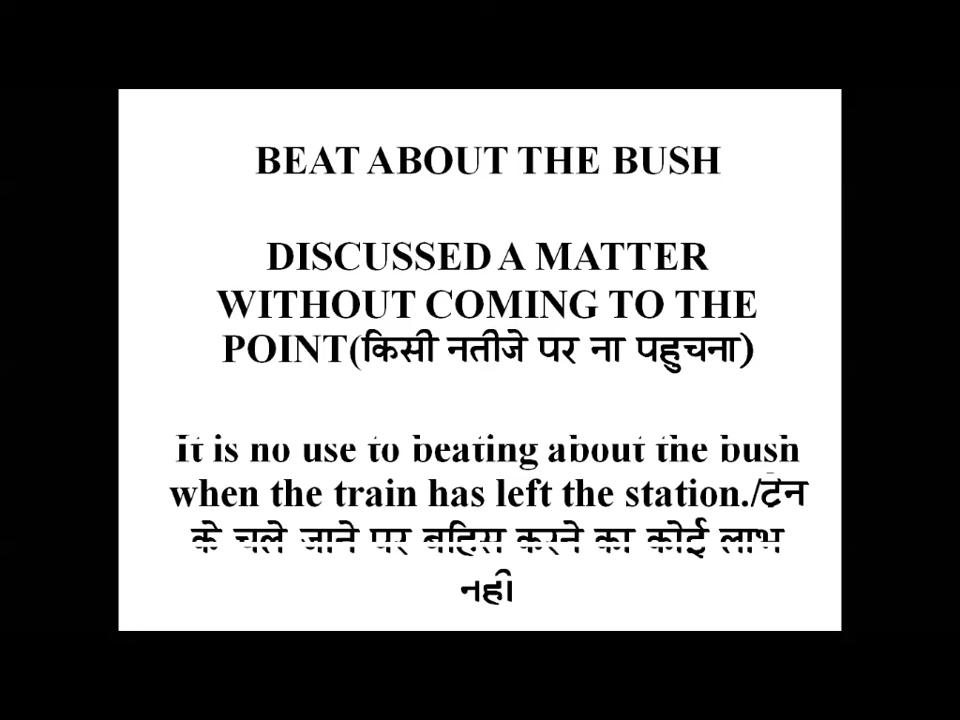 BEAT ABOUT THE BUSH
DISCUSSED A MATTER
WITHOUT COMING TO THE
POINT(किसी नतीजे पर ना पहुचना)
It is no use to beating about the bush
when the train has left the station./ट्रेन
के चले जाने पर बहिस करने का कोई लाभ
नहीं